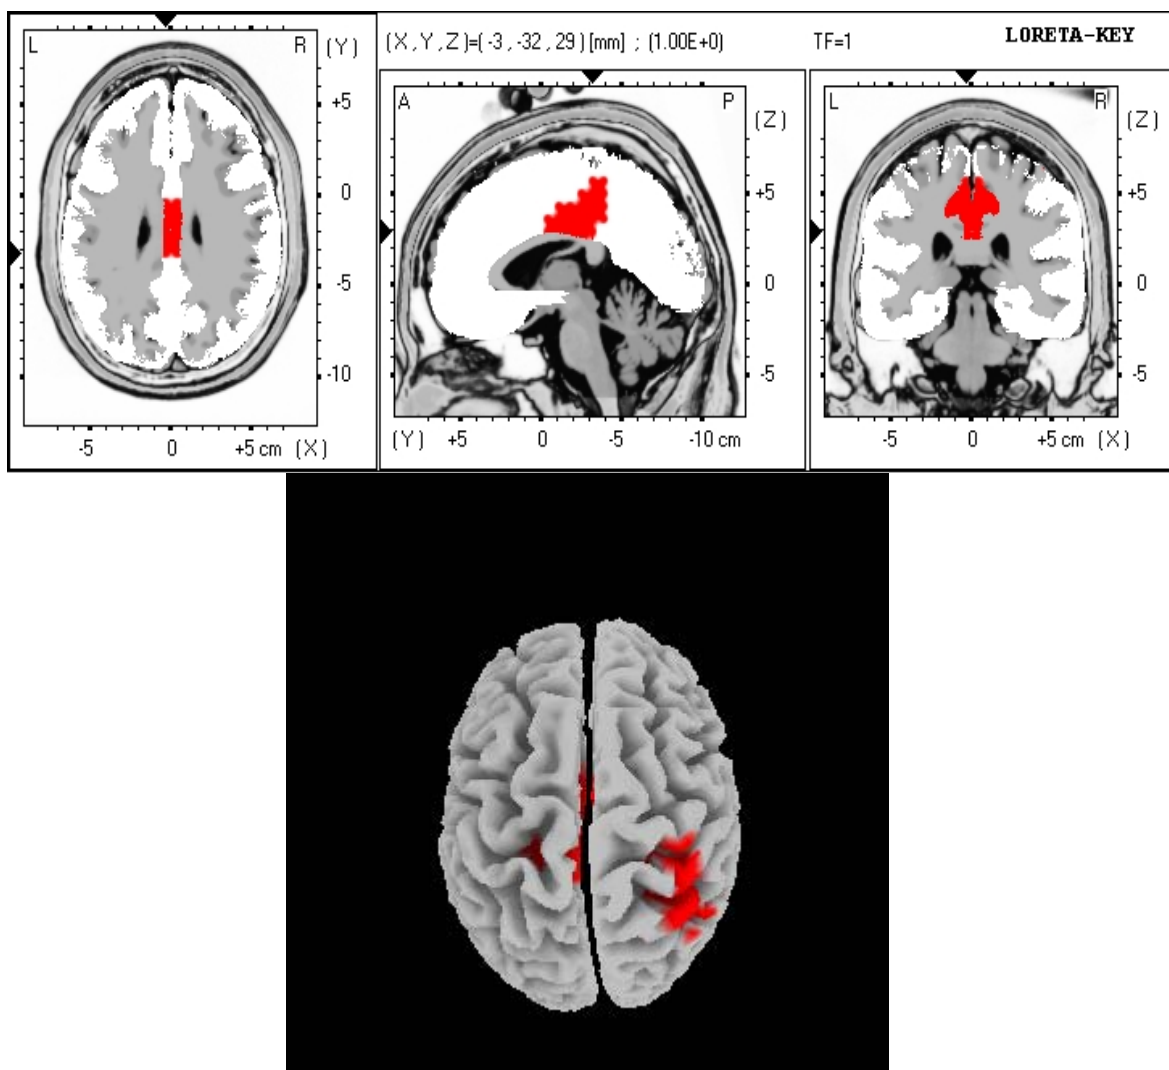 (X,Y,Z)=(-3,-32,29)[mm] ; (1.00E+0) TF=1 LORETA-KEY
L R (Y)
+5
0
-5
-10
-5 0 +5 cm (X)
A P (Z)
+5
0
-5
(Y) +5 0 -5 -10 cm
L R (Z)
+5
0
-5
-5 0 +5 cm (X)